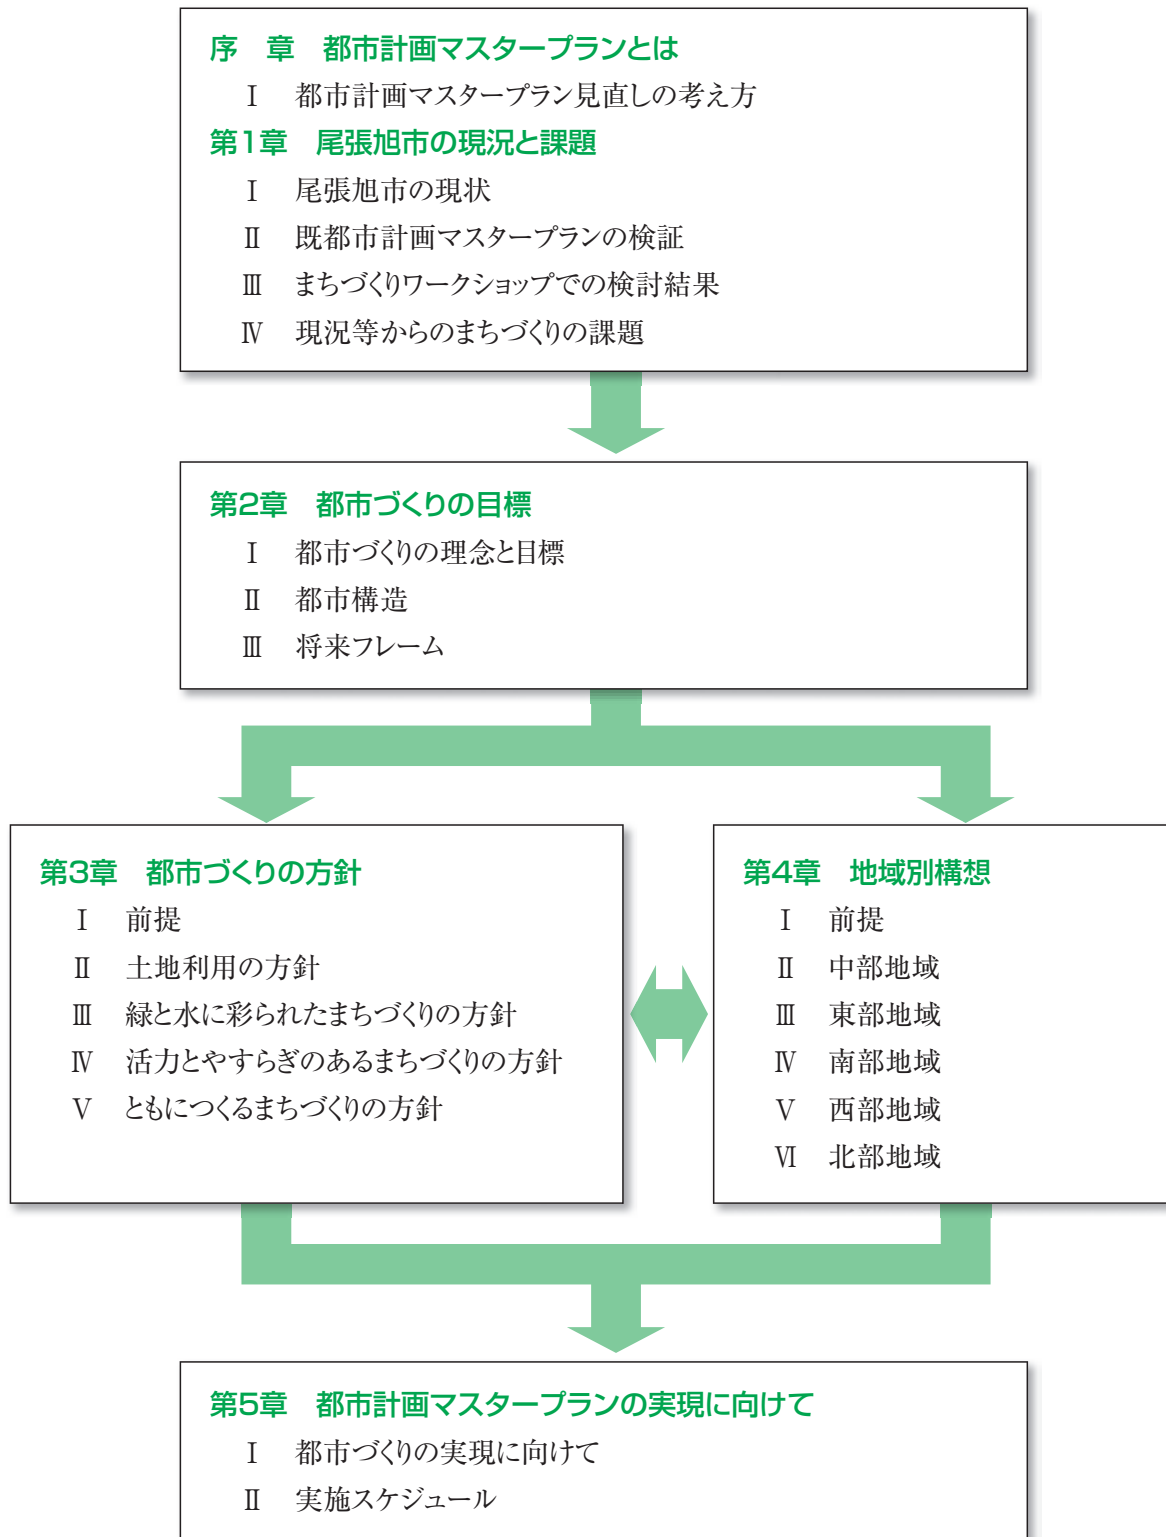 序　章　都市計画マスタープランとは
Ⅰ　都市計画マスタープラン見直しの考え方
第1章　尾張旭市の現況と課題
Ⅰ　尾張旭市の現状
Ⅱ　既都市計画マスタープランの検証
Ⅲ　まちづくりワークショップでの検討結果
Ⅳ　現況等からのまちづくりの課題
第2章　都市づくりの目標
Ⅰ　都市づくりの理念と目標
Ⅱ　都市構造
Ⅲ　将来フレーム
第3章　都市づくりの方針
Ⅰ　前提
Ⅱ　土地利用の方針
Ⅲ　緑と水に彩られたまちづくりの方針
Ⅳ　活力とやすらぎのあるまちづくりの方針
Ⅴ　ともにつくるまちづくりの方針
第4章　地域別構想
Ⅰ　前提
Ⅱ　中部地域
Ⅲ　東部地域
Ⅳ　南部地域
Ⅴ　西部地域
Ⅵ　北部地域
第5章　都市計画マスタープランの実現に向けて
Ⅰ　都市づくりの実現に向けて
Ⅱ　実施スケジュール